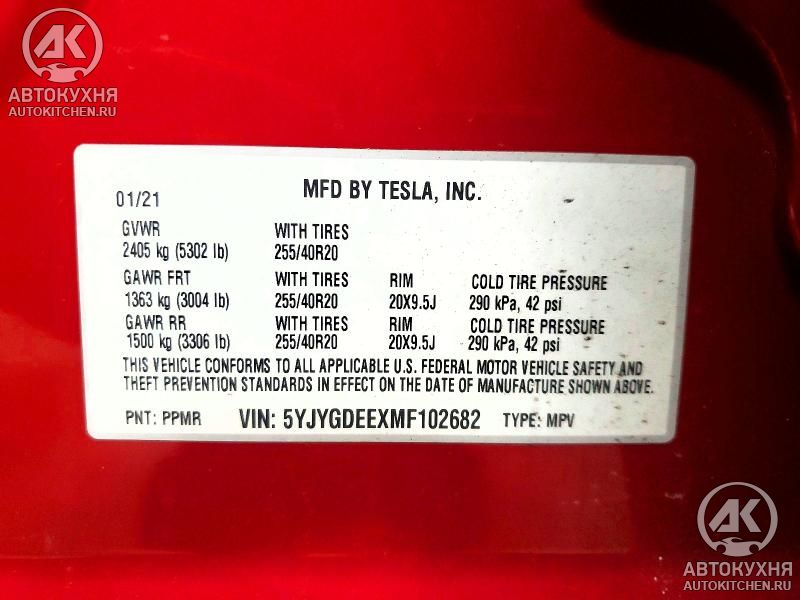 AK
АВТОКУХНЯ
AUTOKITCHEN.RU
01/21 MFD BY TESLA, INC.
GVWR WITH TIRES
2405 kg (5302 lb) 255/40R20
GAWR FRT WITH TIRES RIM COLD TIRE PRESSURE
1363 kg (3004 lb) 255/40R20 20X9.5J 290 kPa, 42 psi
GAWR RR WITH TIRES RIM COLD TIRE PRESSURE
1500 kg (3306 lb) 255/40R20 20X9.5J 290 kPa, 42 psi
THIS VEHICLE CONFORMS TO ALL APPLICABLE U.S. FEDERAL MOTOR VEHICLE SAFETY AND
THEFT PREVENTION STANDARDS IN EFFECT ON THE DATE OF MANUFACTURE SHOWN ABOVE.
PNT: PPMR VIN: 5YJYGDEEXMF102682 TYPE: MPV
AK
АВТОКУХНЯ
AUTOKITCHEN.RU